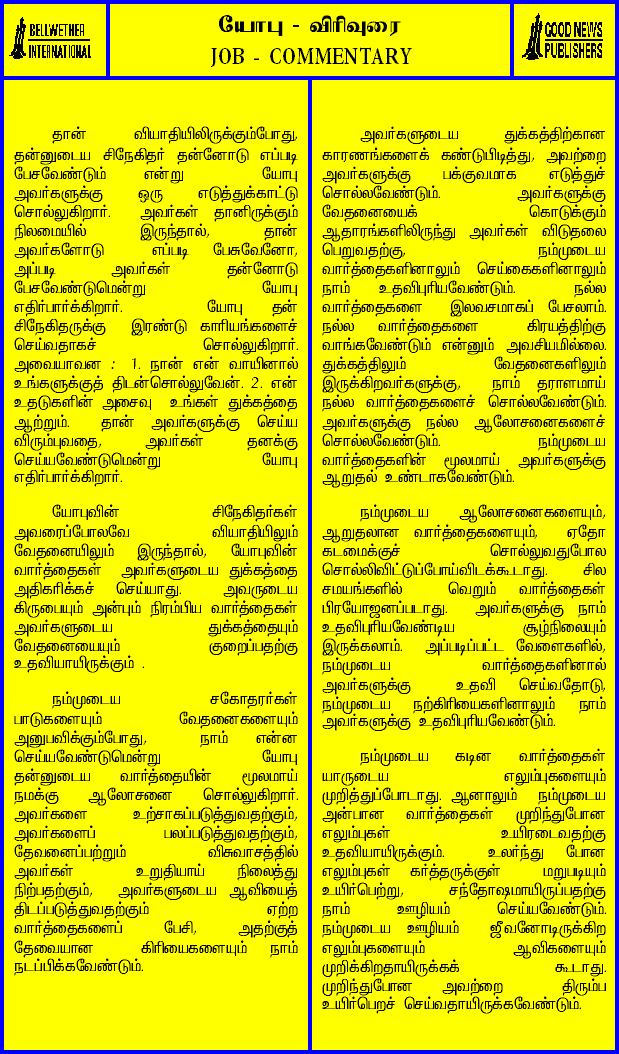 BELLWETHER
INTERNATIONAL
யோபு - விரிவுரை
JOB - COMMENTARY
GOOD NEWS
PUBLISHERS
தான் வியாதியிலிருக்கும்போது,
தன்னுடைய சிநேகிதர் தன்னோடு எப்படி
பேசவேண்டும் என்று யோபு
அவர்களுக்கு ஒரு எடுத்துக்காட்டு
சொல்லுகிறார். அவர்கள் தானிருக்கும்
நிலமையில் இருந்தால், தான்
அவர்களோடு எப்படி பேசுவேனோ,
அப்படி அவர்கள் தன்னோடு
பேசவேண்டுமென்று யோபு
எதிர்பார்க்கிறார். யோபு தன்
சிநேகிதருக்கு இரண்டு காரியங்களைச்
செய்வதாகச் சொல்லுகிறார்.
அவையாவன : 1. நான் என் வாயினால்
உங்களுக்குத் திடன்சொல்லுவேன். 2. என்
உதடுகளின் அசைவு உங்கள் துக்கத்தை
ஆற்றும். தான் அவர்களுக்கு செய்ய
விரும்புவதை, அவர்கள் தனக்கு
செய்யவேண்டுமென்று யோபு
எதிர்பார்க்கிறார்.
யோபுவின் சிநேகிதர்கள்
அவரைப்போலவே வியாதியிலும்
வேதனையிலும் இருந்தால், யோபுவின்
வார்த்தைகள் அவர்களுடைய துக்கத்தை
அதிகரிக்கச் செய்யாது. அவருடைய
கிருபையும் அன்பும் நிரம்பிய வார்த்தைகள்
அவர்களுடைய துக்கத்தையும்
வேதனையையும் குறைப்பதற்கு
உதவியாயிருக்கும் .
நம்முடைய சகோதரர்கள்
பாடுகளையும் வேதனைகளையும்
அனுபவிக்கும்போது, நாம் என்ன
செய்யவேண்டுமென்று யோபு
தன்னுடைய வார்த்தையின் மூலமாய்
நமக்கு ஆலோசனை சொல்லுகிறார்.
அவர்களை உற்சாகப்படுத்துவதற்கும்,
அவர்களைப் பலப்படுத்துவதற்கும்,
தேவனைப்பற்றும் விசுவாசத்தில்
அவர்கள் உறுதியாய் நிலைத்து
நிற்பதற்கும், அவர்களுடைய ஆவியைத்
திடப்படுத்துவதற்கும் ஏற்ற
வார்த்தைகளைப் பேசி, அதற்குத்
தேவையான கிரியைகளையும் நாம்
நடப்பிக்கவேண்டும்.
அவர்களுடைய துக்கத்திற்கான
காரணங்களைக் கண்டுபிடித்து, அவற்றை
அவர்களுக்கு பக்குவமாக எடுத்துச்
சொல்லவேண்டும். அவர்களுக்கு
வேதனையைக் கொடுக்கும்
ஆதாரங்களிலிருந்து அவர்கள் விடுதலை
பெறுவதற்கு, நம்முடைய
வார்த்தைகளினாலும் செய்கைகளினாலும்
நாம் உதவிபுரியவேண்டும். நல்ல
வார்த்தைகளை இலவசமாகப் பேசலாம்.
நல்ல வார்த்தைகளை கிரயத்திற்கு
வாங்கவேண்டும் என்னும் அவசியமில்லை.
துக்கத்திலும் வேதனைகளிலும்
இருக்கிறவர்களுக்கு, நாம் தராளமாய்
நல்ல வார்த்தைகளைச் சொல்லவேண்டும்.
அவர்களுக்கு நல்ல ஆலோசனைகளைச்
சொல்லவேண்டும். நம்முடைய
வார்த்தைகளின் மூலமாய் அவர்களுக்கு
ஆறுதல் உண்டாகவேண்டும்.
நம்முடைய ஆலோசனைகளையும்,
ஆறுதலான வார்த்தைகளையும், ஏதோ
கடமைக்குச் சொல்லுவதுபோல
சொல்லிவிட்டுப்போய்விடக்கூடாது. சில
சமயங்களில் வெறும் வார்த்தைகள்
பிரயோஜனப்படாது. அவர்களுக்கு நாம்
உதவிபுரியவேண்டிய சூழ்நிலையும்
இருக்கலாம். அப்படிப்பட்ட வேளைகளில்,
நம்முடைய வார்த்தைகளினால்
அவர்களுக்கு உதவி செய்வதோடு,
நம்முடைய நற்கிரியைகளினாலும் நாம்
அவர்களுக்கு உதவிபுரியவேண்டும்.
நம்முடைய கடின வார்த்தைகள்
யாருடைய எலும்புகளையும்
முறித்துப்போடாது. ஆனாலும் நம்முடைய
அன்பான வார்த்தைகள் முறிந்துபோன
எலும்புகள் உயிரடைவதற்கு
உதவியாயிருக்கும். உலர்ந்து போன
எலும்புகள் கர்த்தருக்குள் மறுபடியும்
உயிர்பெற்று, சந்தோஷமாயிருப்பதற்கு
நாம் ஊழியம் செய்யவேண்டும்.
நம்முடைய ஊழியம் ஜீவனோடிருக்கிற
எலும்புகளையும் ஆவிகளையும்
முறிக்கிறதாயிருக்கக் கூடாது.
முறிந்துபோன அவற்றை திரும்ப
உயிர்பெறச் செய்வதாயிருக்கவேண்டும்.